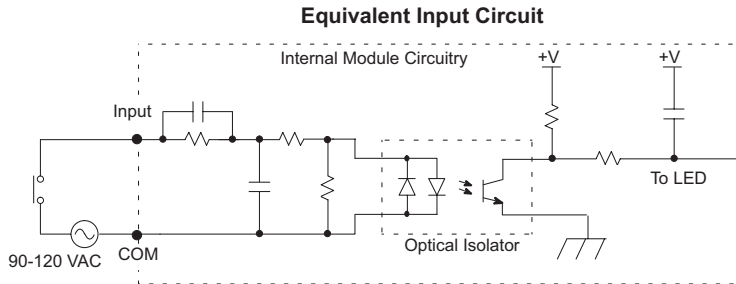 Equivalent Input Circuit
Internal Module Circuitry
+V
+V
Input
To LED
Optical Isolator
COM
90-120 VAC